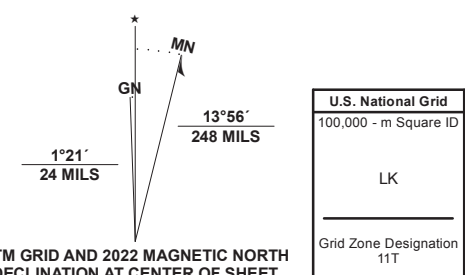 ★
MN
GN
13°56´
248 MILS
1°21´
24 MILS
TM GRID AND 2022 MAGNETIC NORTH
DECLINATION AT CENTER OF SHEET
U.S. National Grid
100,000 - m Square ID
LK
Grid Zone Designation
11T